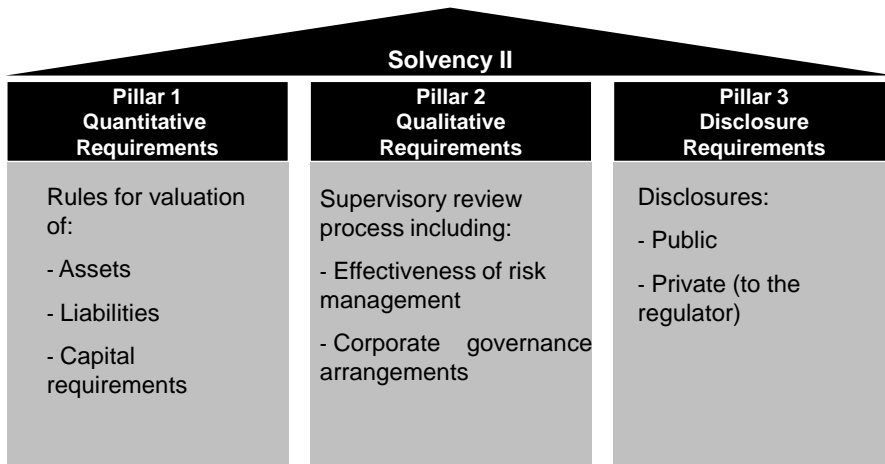 Solvency II
Pillar 1
Quantitative
Requirements
Rules for valuation
of:
- Assets
- Liabilities
- Capital
requirements
Pillar 2
Qualitative
Requirements
Supervisory review
process including:
- Effectiveness of risk
management
- Corporate governance
arrangements
Pillar 3
Disclosure
Requirements
Disclosures:
- Public
- Private (to the
regulator)